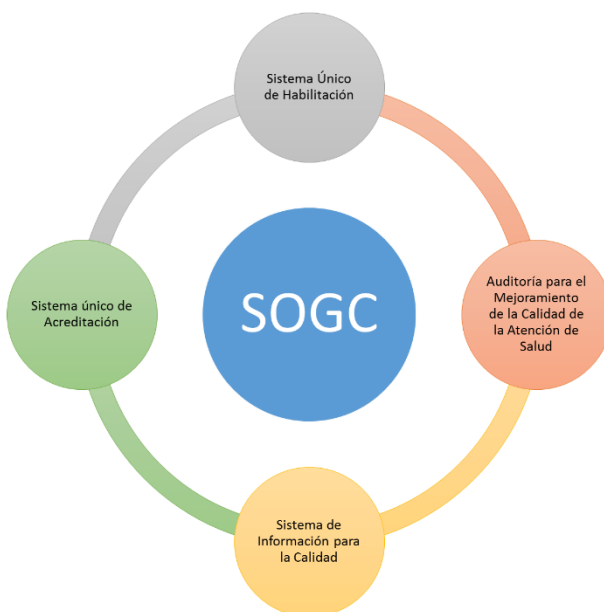 Sistema Único
de Habilitación
Sistema único de
Acreditación
SOGC
Auditoría para el
Mejoramiento
de la Calidad de
la Atención de
Salud
Sistema de
Información para
la Calidad